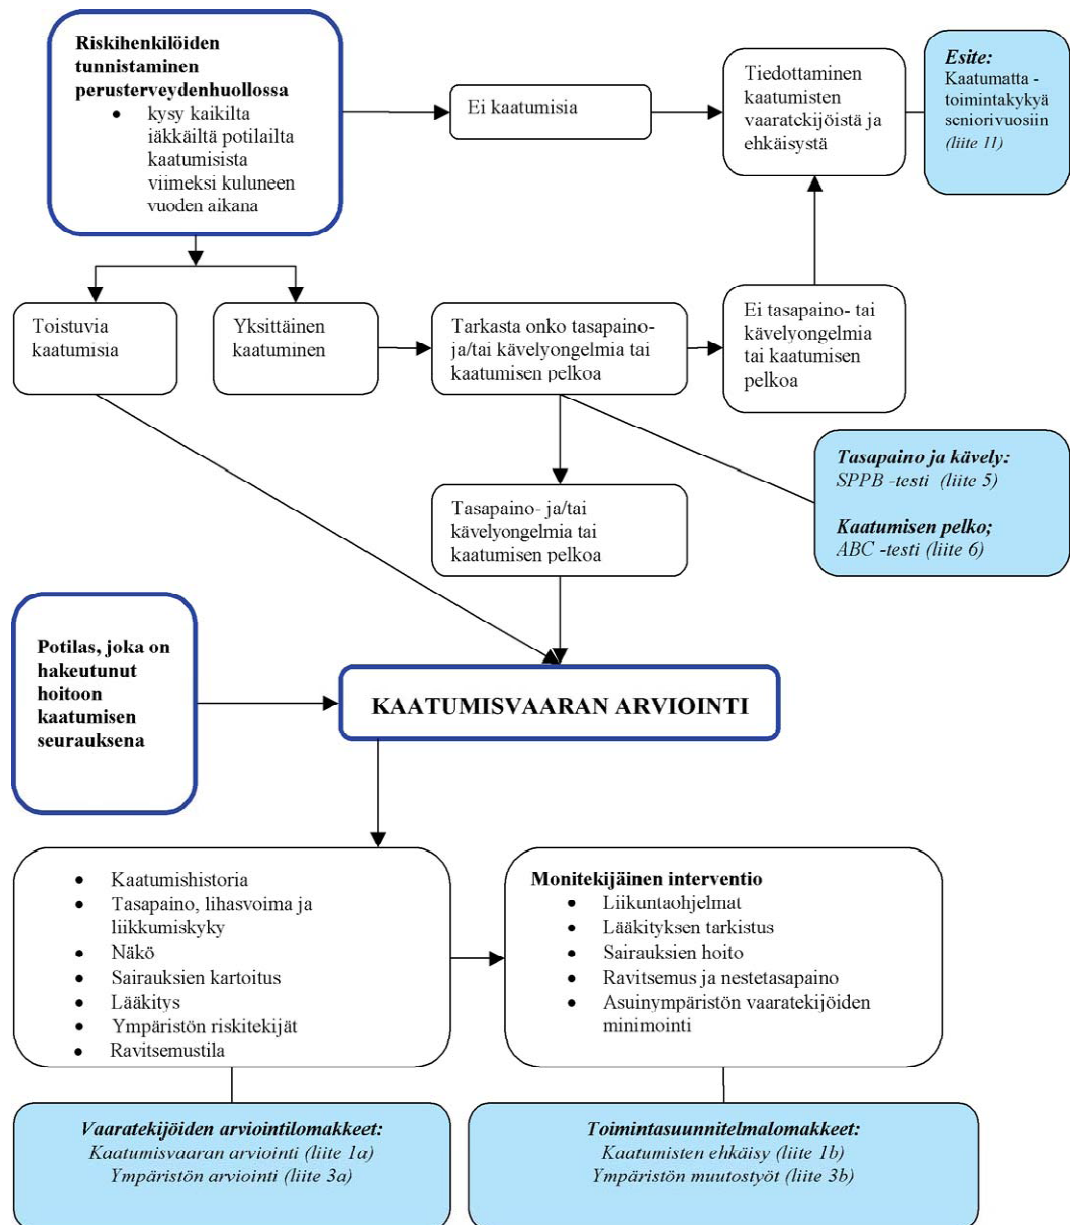 Riskihenkilöiden
tunnistaminen
perusterveydenhuollossa
• kysy kaikilta
iäkkäiltä potilailta
kaatumisista
viimeksi kuluneen
vuoden aikana
Ei kaatumisia
Tiedottaminen
kaatumisten
vaaratekijöistä ja
ehkäisystä
Esite:
Kaatumatta -
toimintakykyä
seniorivuosiin
(liite 11)
Toistuvia
kaatumisia
Yksittäinen
kaatuminen
Tarkasta onko tasapaino-
ja/tai kävelyongelmia tai
kaatumisen pelkoa
Ei tasapaino- tai
kävelyongelmia
tai kaatumisen
pelkoa
Tasapaino ja kävely:
SPPB -testi (liite 5)
Kaatumisen pelko;
ABC -testi (liite 6)
Tasapaino- ja/tai
kävelyongelmia tai
kaatumisen pelkoa
Potilas, joka on
hakeutunut
hoitoon
kaatumisen
seurauksena
KAATUMISVAARAN ARVIOINTI
• Kaatumishistoria
• Tasapaino, lihasvoima ja
liikkumiskyky
• Näkö
• Sairauksien kartoitus
• Lääkitys
• Ympäristön riskitekijät
• Ravitsemustila
Monitekijäinen interventio
• Liikuntaohjelmat
• Lääkityksen tarkistus
• Sairauksien hoito
• Ravitsemus ja nestetasapaino
• Asuinympäristön vaaratekijöiden
minimointi
Vaaratekijöiden arviointilomakkeet:
Kaatumisvaaran arviointi (liite 1a)
Ympäristön arviointi (liite 3a)
Toimintasuunnitelmalomakkeet:
Kaatumisten ehkäisy (liite 1b)
Ympäristön muutostyöt (liite 3b)